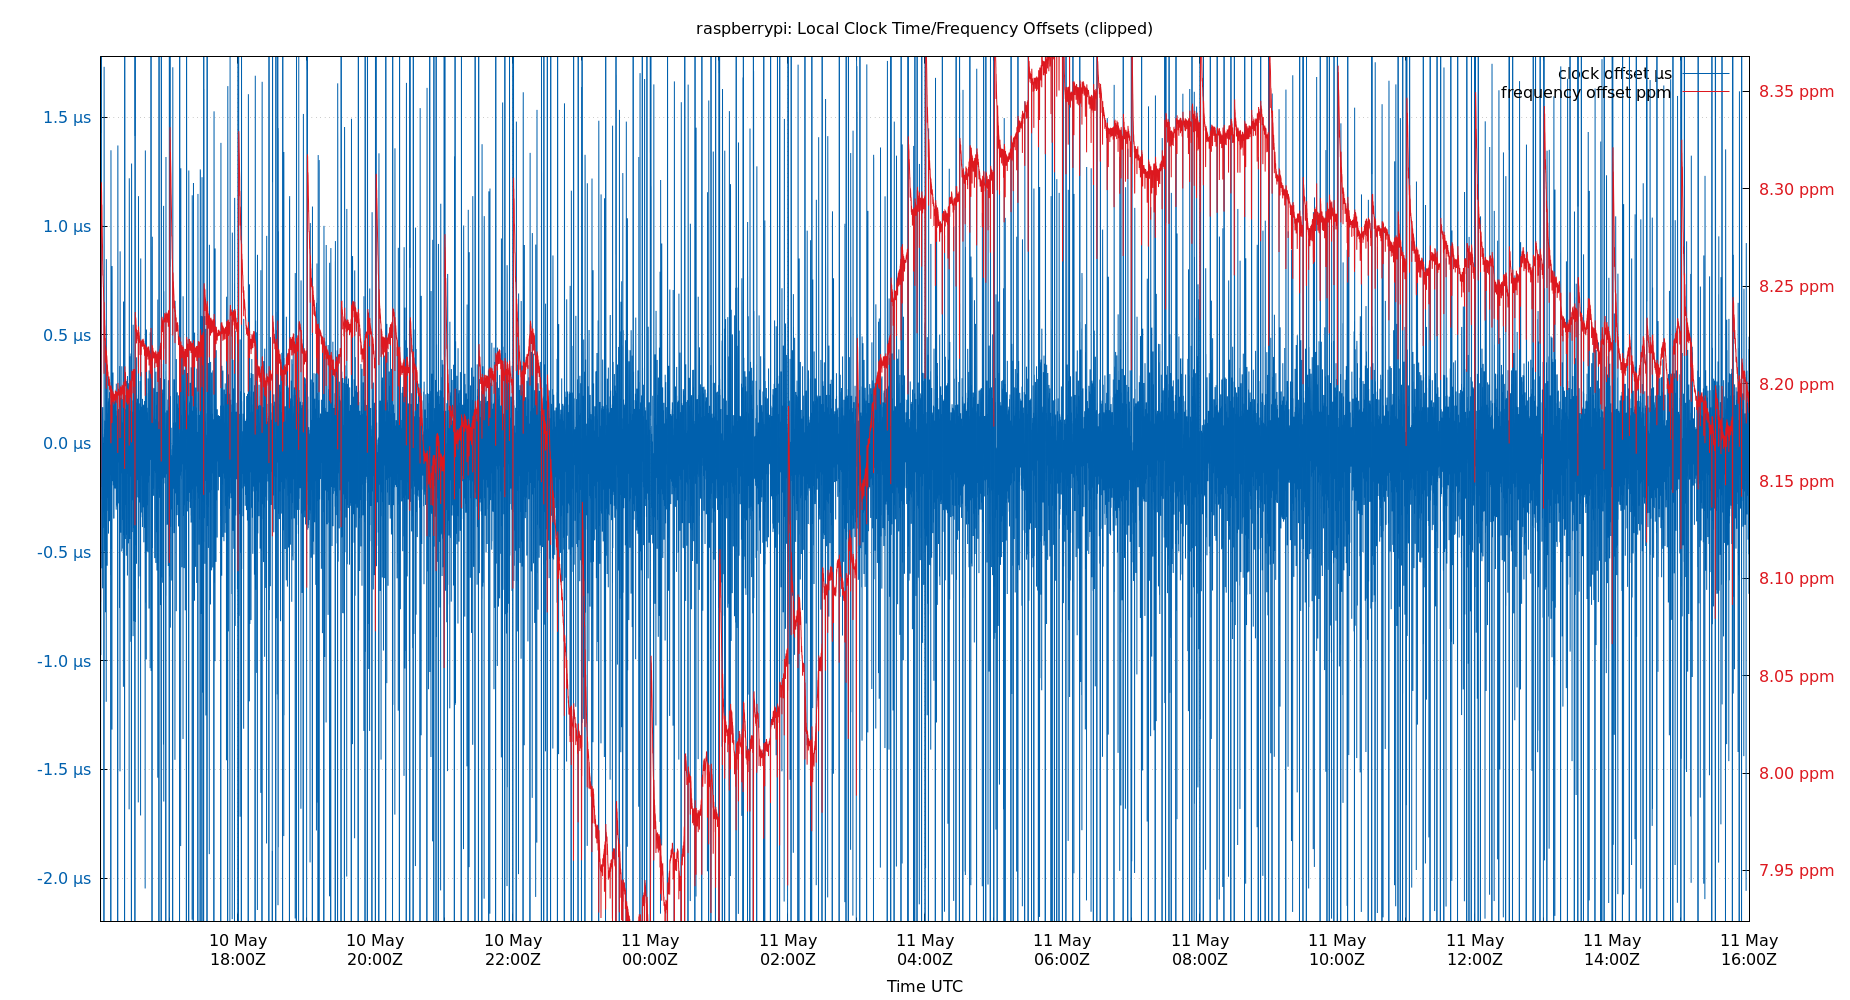 raspberrypi: Local Clock Time/Frequency Offsets (clipped)
clock offset µs
frequency offset ppm
1.5 µs
1.0 µs
0.5 µs
0.0 µs
-0.5 µs
-1.0 µs
-1.5 µs
-2.0 µs
8.35 ppm
8.30 ppm
8.25 ppm
8.20 ppm
8.15 ppm
8.10 ppm
8.05 ppm
8.00 ppm
7.95 ppm
10 May 10 May 10 May 11 May 11 May 11 May 11 May 11 May 11 May 11 May 11 May 11 May
18:00Z 20:00Z 22:00Z 00:00Z 02:00Z 04:00Z 06:00Z 08:00Z 10:00Z 12:00Z 14:00Z 16:00Z
Time UTC